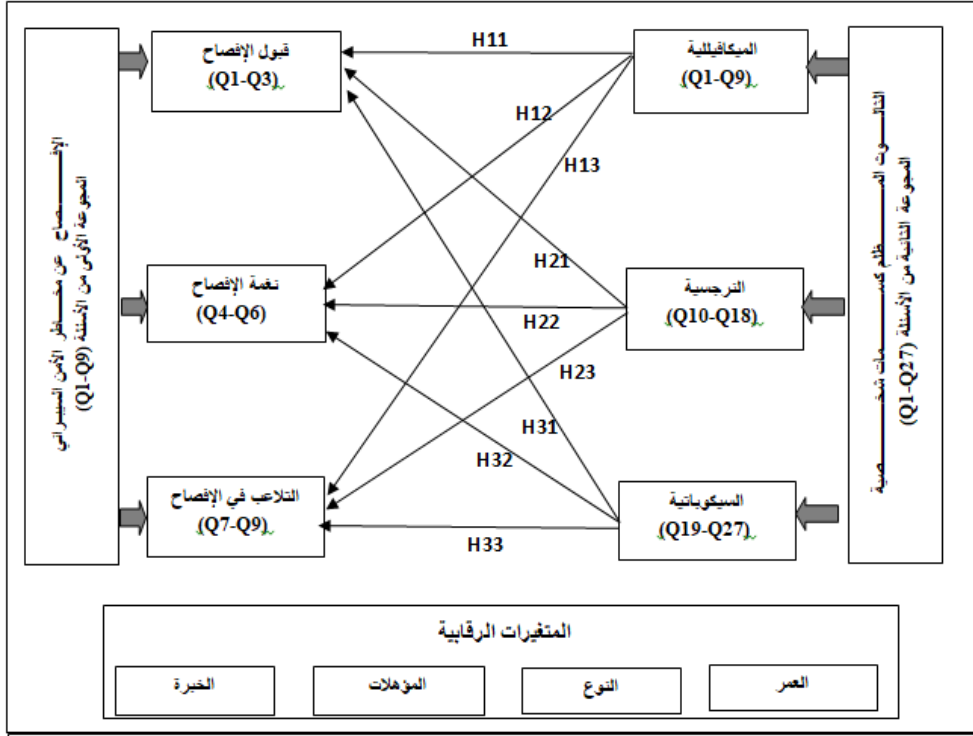 الثالوث المظلم كسمات شخصية
المجوعة الثانية من الأسئلة (Q1-Q27)
الميكافيللية
(Q1-Q9)
النرجسية
(Q10-Q18)
السيكوباتية
(Q19-Q27)
H11
H12
H13
H21
H22
H23
H31
H32
H33
قبول الإفصاح
(Q1-Q3)
نغمة الإفصاح
(Q4-Q6)
التلاعب في الإفصاح
(Q7-Q9)
الإفصاح عن مخاطر الأمن السيبراني
المجوعة الأولى من الأسئلة (Q1-Q9)
المتغيرات الرقابية
العمر
النوع
المؤهلات
الخبرة